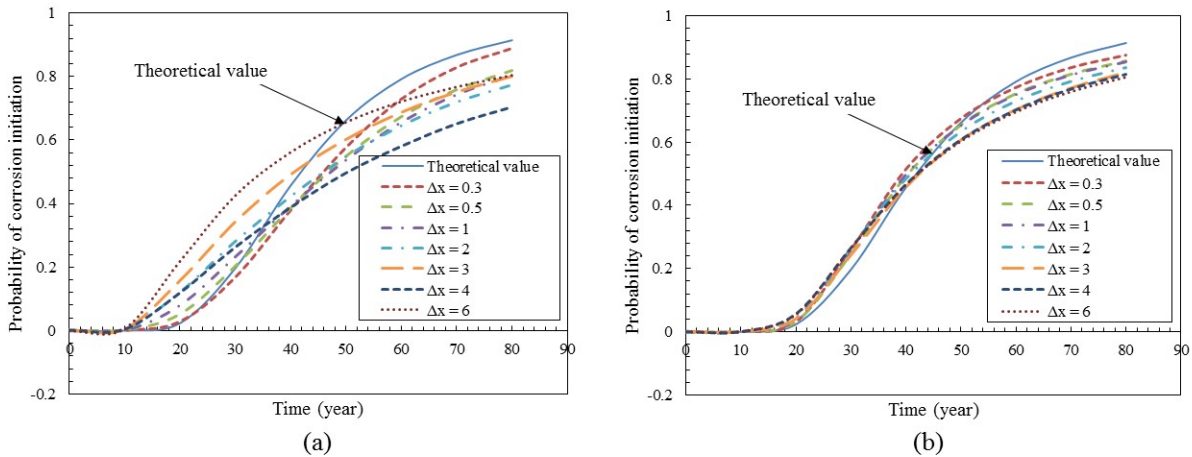 Probability of corrosion initiation
1
0.8
0.6
0.4
0.2
0
-0.2
0 10 20 30 40 50 60 70 80 90
Time (year)
Theoretical value
Theoretical value
Δx = 0.3
Δx = 0.5
Δx = 1
Δx = 2
Δx = 3
Δx = 4
Δx = 6
(a)
Probability of corrosion initiation
1
0.8
0.6
0.4
0.2
0
-0.2
0 10 20 30 40 50 60 70 80 90
Time (year)
Theoretical value
Theoretical value
Δx = 0.3
Δx = 0.5
Δx = 1
Δx = 2
Δx = 3
Δx = 4
Δx = 6
(b)